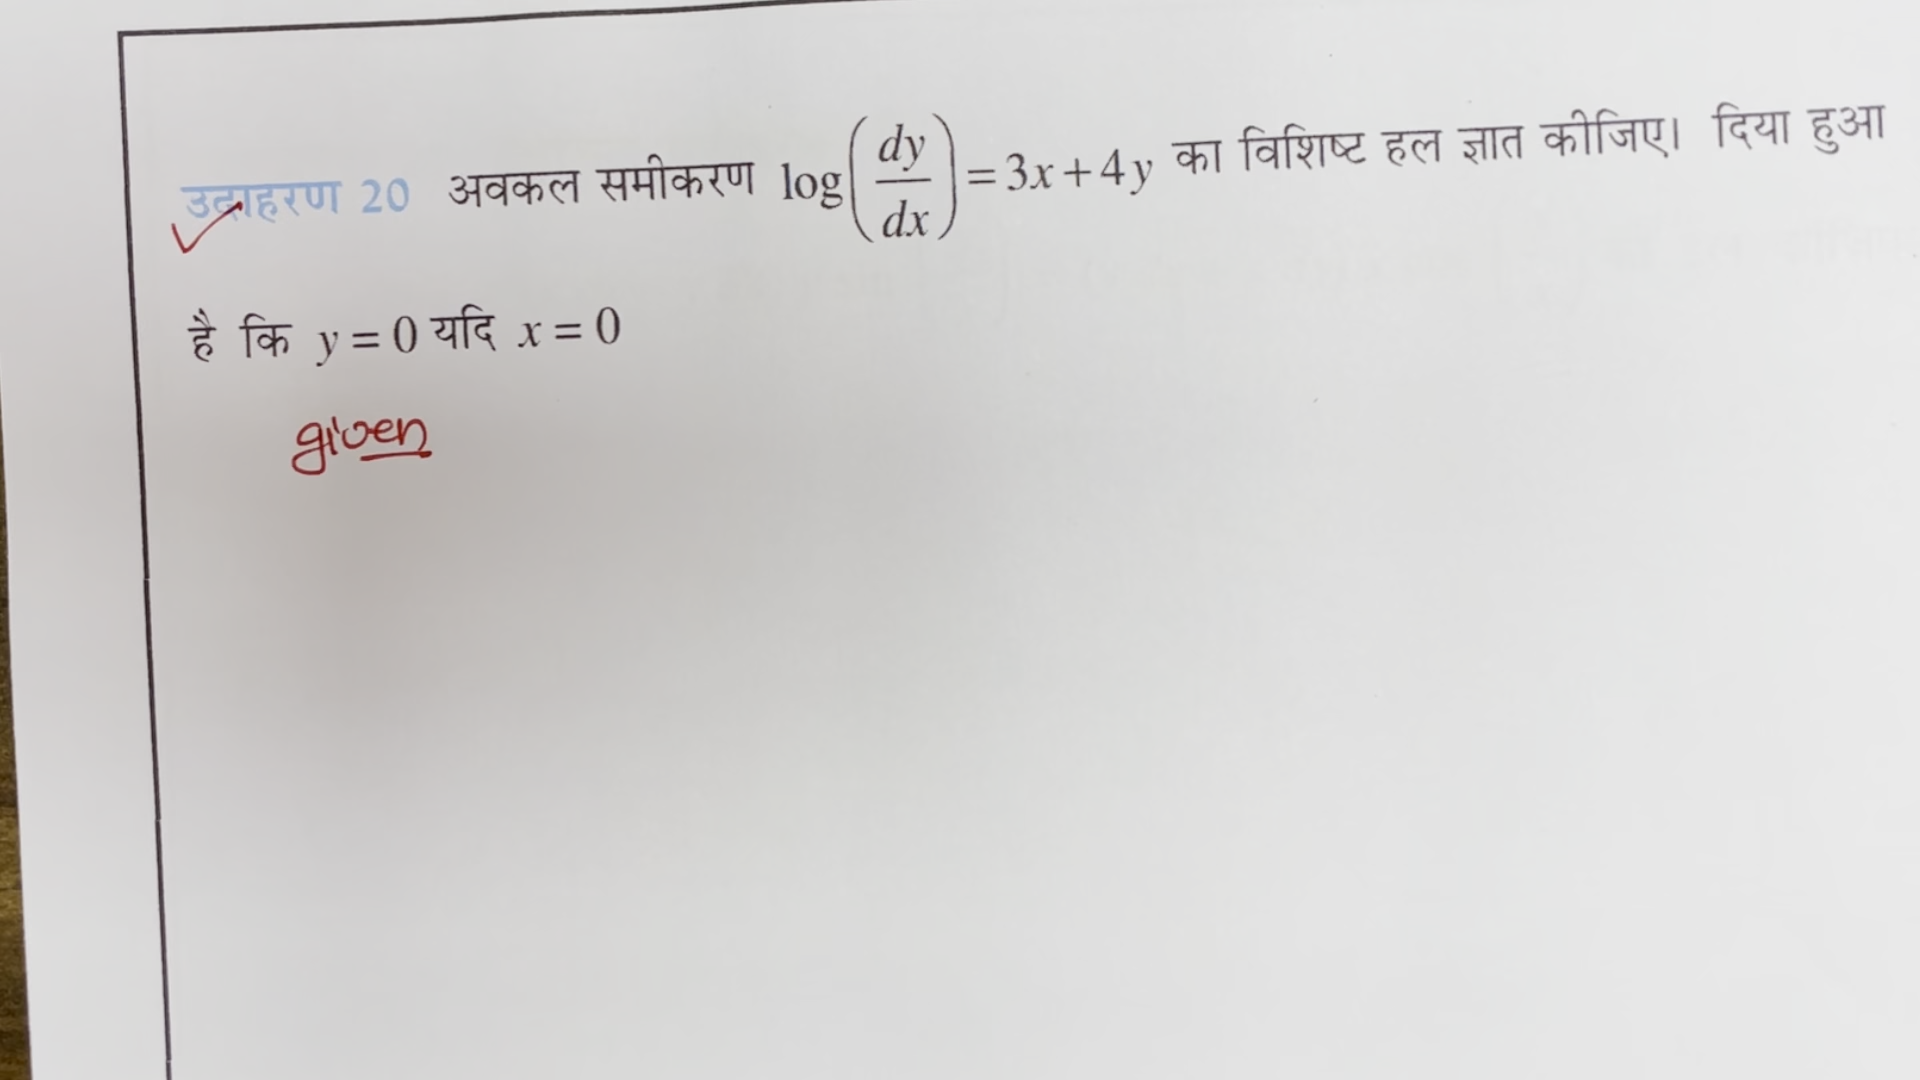 उदाहरण 20 अवकल समीकरण log(dy/dx) = 3x + 4y का विशिष्ट हल ज्ञात कीजिए। दिया हुआ
है कि y = 0 यदि x = 0
given